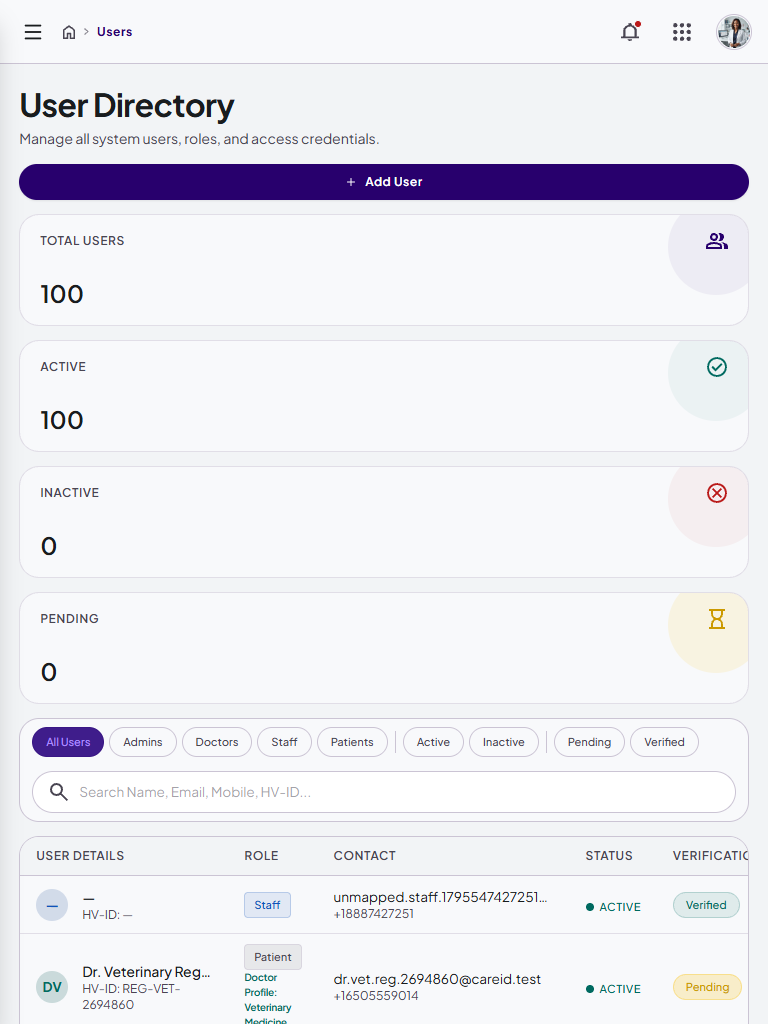 Users
User Directory
Manage all system users, roles, and access credentials.
+ Add User
TOTAL USERS
100
ACTIVE
100
INACTIVE
0
PENDING
0
All Users Admins Doctors Staff Patients Active Inactive Pending Verified
Search Name, Email, Mobile, HV-ID...
USER DETAILS ROLE CONTACT STATUS VERIFICATIO
— — HV-ID: — Staff unmapped.staff.1795547427251... +18887427251 ACTIVE Verified
DV Dr. Veterinary Reg... HV-ID: REG-VET-2694860 Patient Doctor Profile: Veterinary Medicine dr.vet.reg.2694860@careid.test +16505559014 ACTIVE Pending